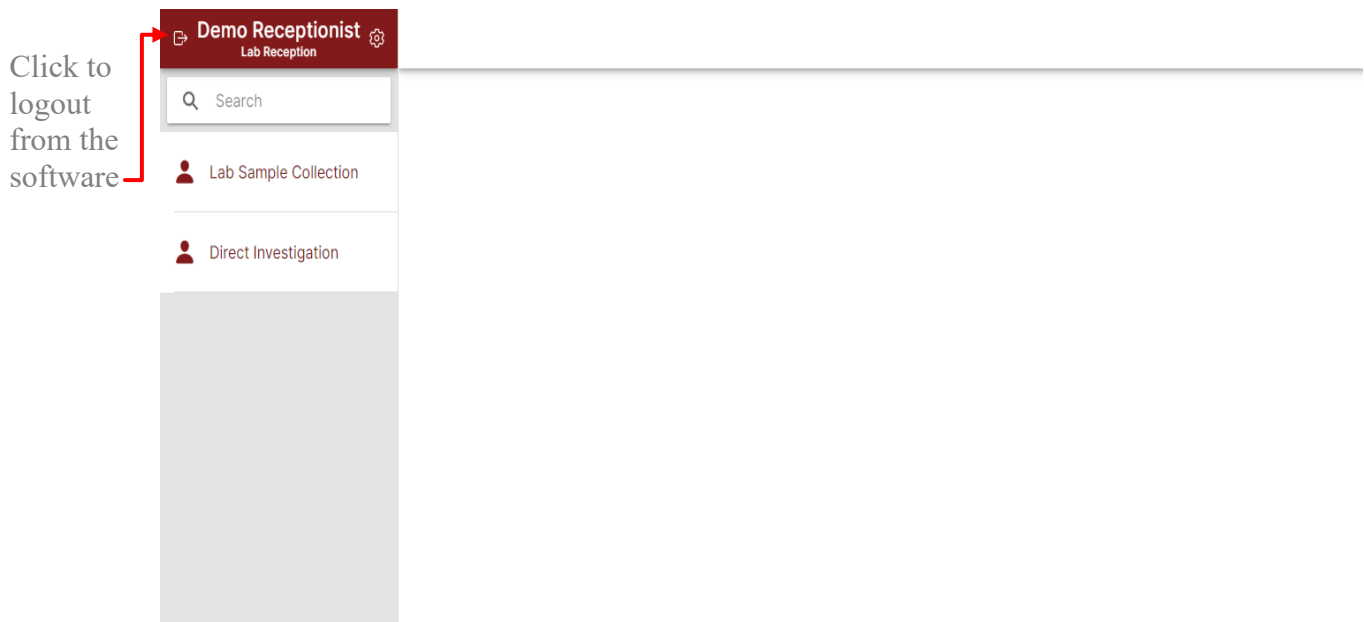 Demo Receptionist
Lab Reception
Click to
logout
from the
software
Search
Lab Sample Collection
Direct Investigation